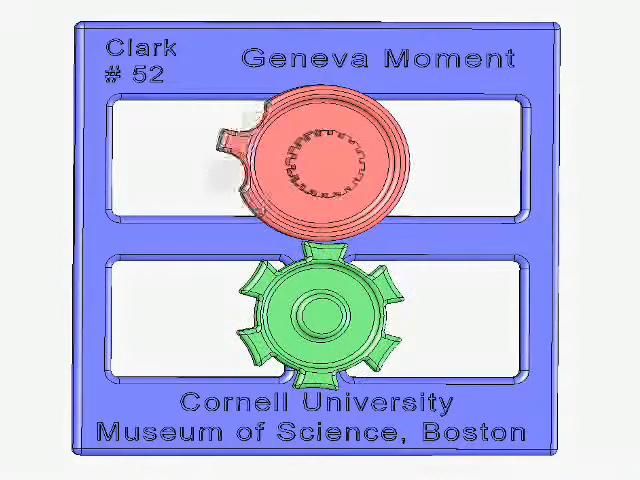 Clark
# 52
Geneva Moment
Cornell University
Museum of Science, Boston